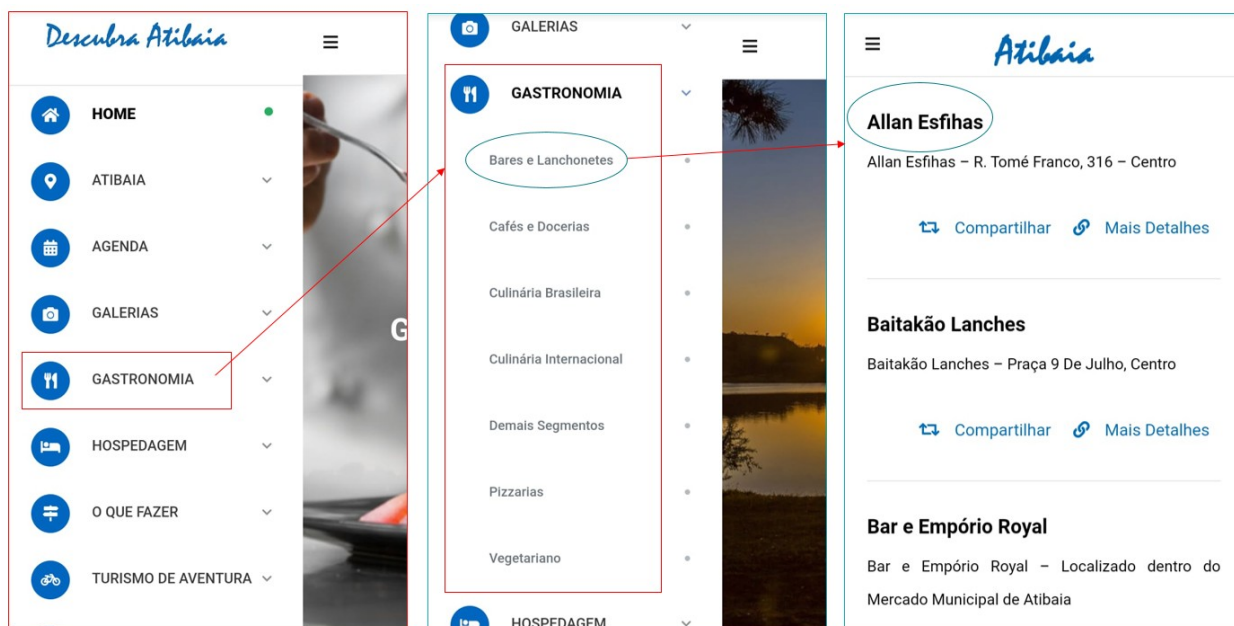 Descubra Atibaia
HOME
ATIBAIA
AGENDA
GALERIAS
GASTRONOMIA
HOSPEDAGEM
O QUE FAZER
TURISMO DE AVENTURA
G
GALERIAS
GASTRONOMIA
Bares e Lanchonetes
Cafés e Docerias
Culinária Brasileira
Culinária Internacional
Demais Segmentos
Pizzarias
Vegetariano
HOSPEDAGEM
Atibaia
Allan Esfihas
Allan Esfihas – R. Tomé Franco, 316 – Centro
Compartilhar Mais Detalhes
Baitakão Lanches
Baitakão Lanches – Praça 9 De Julho, Centro
Compartilhar Mais Detalhes
Bar e Empório Royal
Bar e Empório Royal – Localizado dentro do
Mercado Municipal de Atibaia